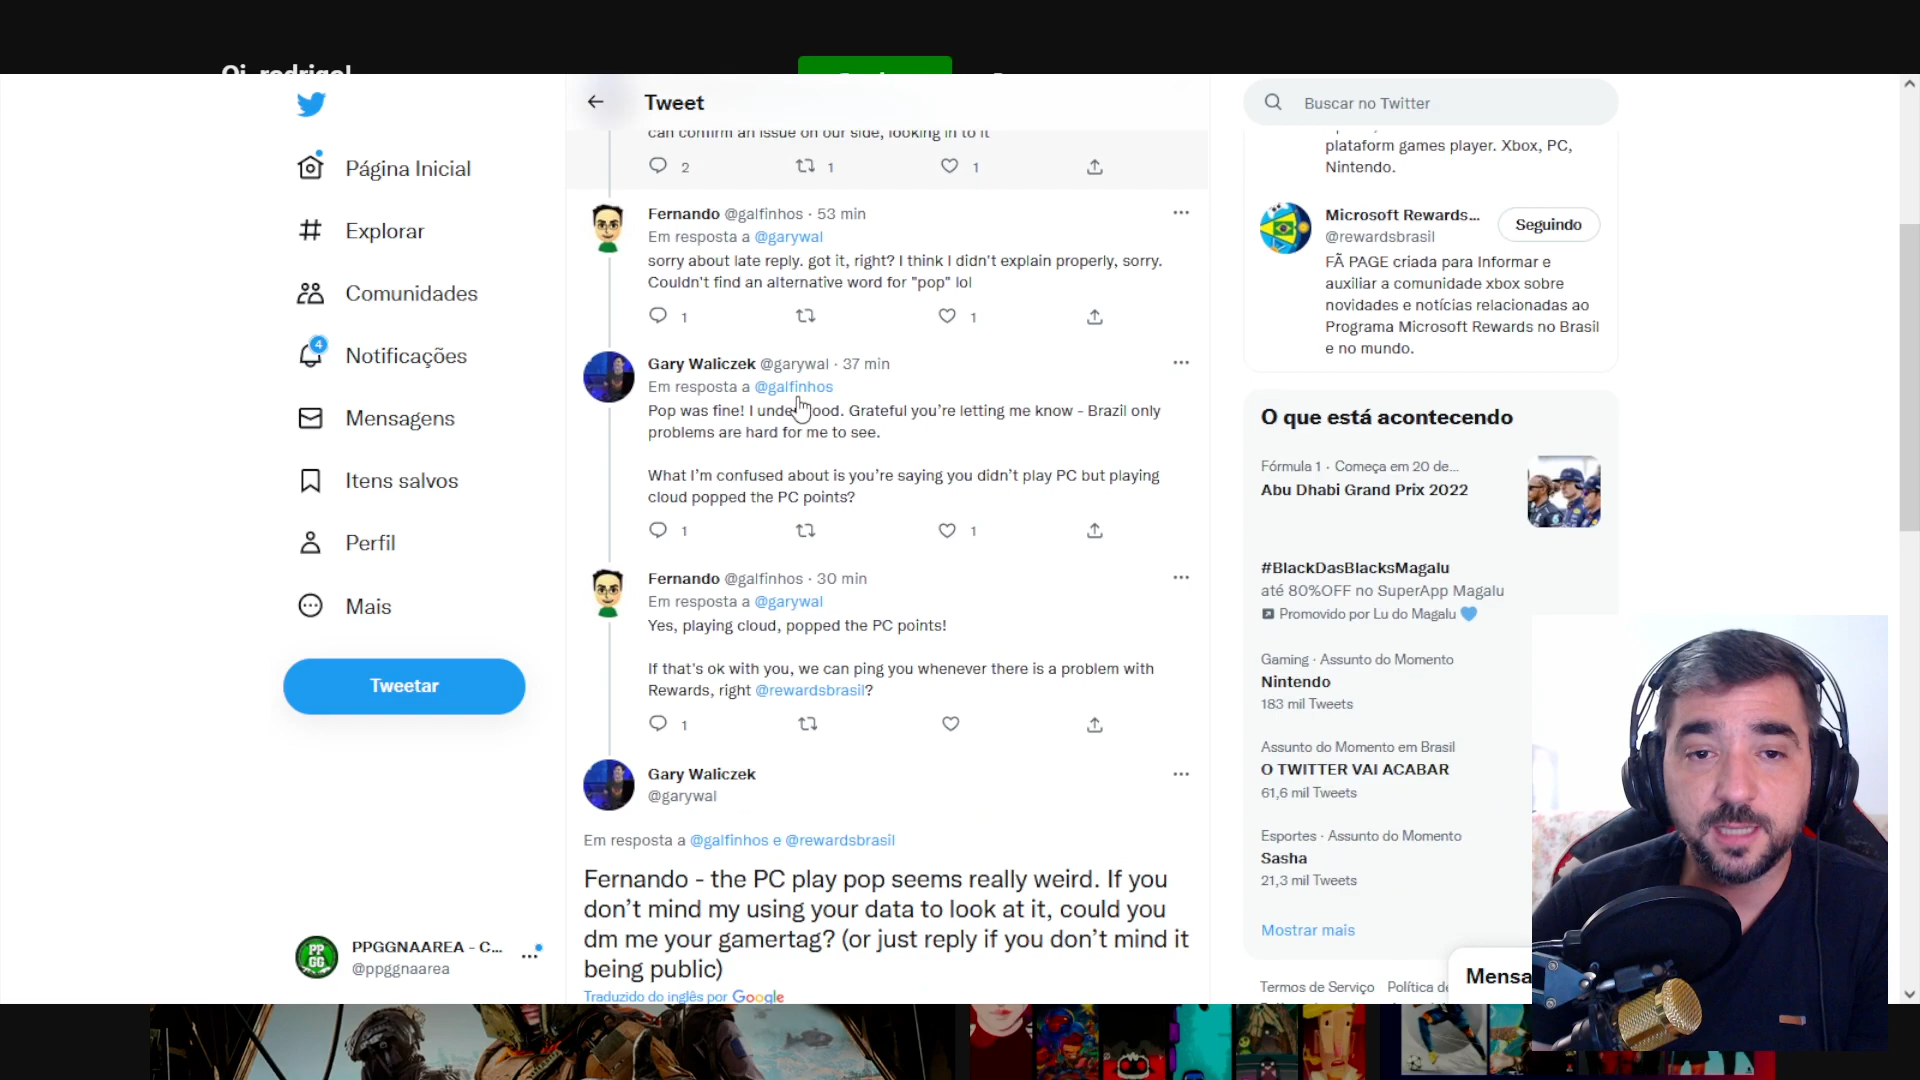 Oi, rodrigo!
Tweet
Buscar no Twitter
Página Inicial
Explorar
Comunidades
4
Notificações
Mensagens
Itens salvos
Perfil
Mais
Tweetar
PPGGNAAREA - C...
@ppggnaarea
can confirm an issue on our side, looking in to it
2
1
1
Fernando @galfinhos · 53 min
Em resposta a @garywal
sorry about late reply. got it, right? I think I didn't explain properly, sorry.
Couldn't find an alternative word for "pop" lol
1
1
Gary Waliczek @garywal · 37 min
Em resposta a @galfinhos
Pop was fine! I understood. Grateful you're letting me know - Brazil only
problems are hard for me to see.
What I'm confused about is you're saying you didn't play PC but playing
cloud popped the PC points?
1
1
Fernando @galfinhos · 30 min
Em resposta a @garywal
Yes, playing cloud, popped the PC points!
If that's ok with you, we can ping you whenever there is a problem with
Rewards, right @rewardsbrasil?
1
Gary Waliczek
@garywal
Em resposta a @galfinhos e @rewardsbrasil
Fernando - the PC play pop seems really weird. If you
don't mind my using your data to look at it, could you
dm me your gamertag? (or just reply if you don't mind it
being public)
Traduzido do inglês por Google
plataform games player. Xbox, PC,
Nintendo.
Microsoft Rewards...
Seguindo
@rewardsbrasil
FÃ PAGE criada para Informar e
auxiliar a comunidade xbox sobre
novidades e notícias relacionadas ao
Programa Microsoft Rewards no Brasil
e no mundo.
O que está acontecendo
Fórmula 1 · Começa em 20 de...
Abu Dhabi Grand Prix 2022
#BlackDasBlacksMagalu
até 80%OFF no SuperApp Magalu
Promovido por Lu do Magalu
Gaming · Assunto do Momento
Nintendo
183 mil Tweets
Assunto do Momento em Brasil
O TWITTER VAI ACABAR
61,6 mil Tweets
Esportes · Assunto do Momento
Sasha
21,3 mil Tweets
Mostrar mais
Mensa
Termos de Serviço Política de
PP
GG